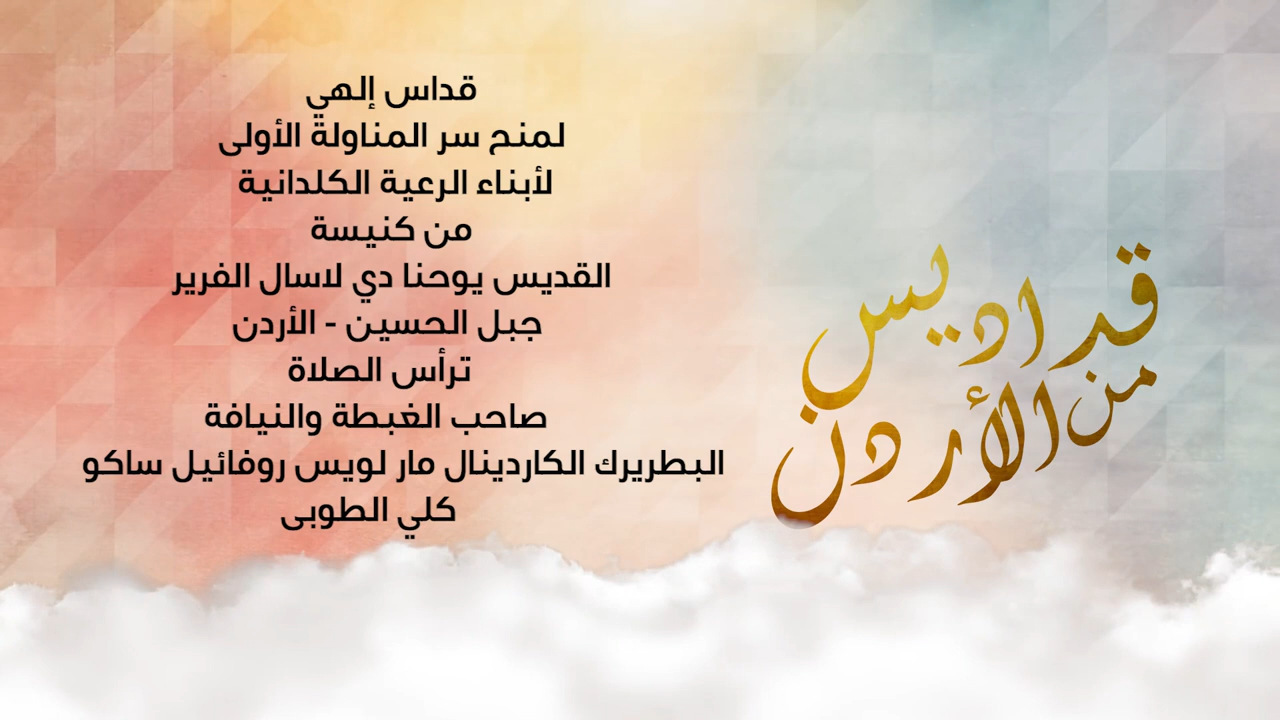 قداس إلهي
لمنح سر المناولة الأولى
لأبناء الرعية الكلدانية
من كنيسة
القديس يوحنا دي لاسال الفرير
جبل الحسين - الأردن
ترأس الصلاة
صاحب الغبطة والنيافة
البطريرك الكاردينال مار لويس روفائيل ساكو
كلي الطوبى
قداديس
من الأردن